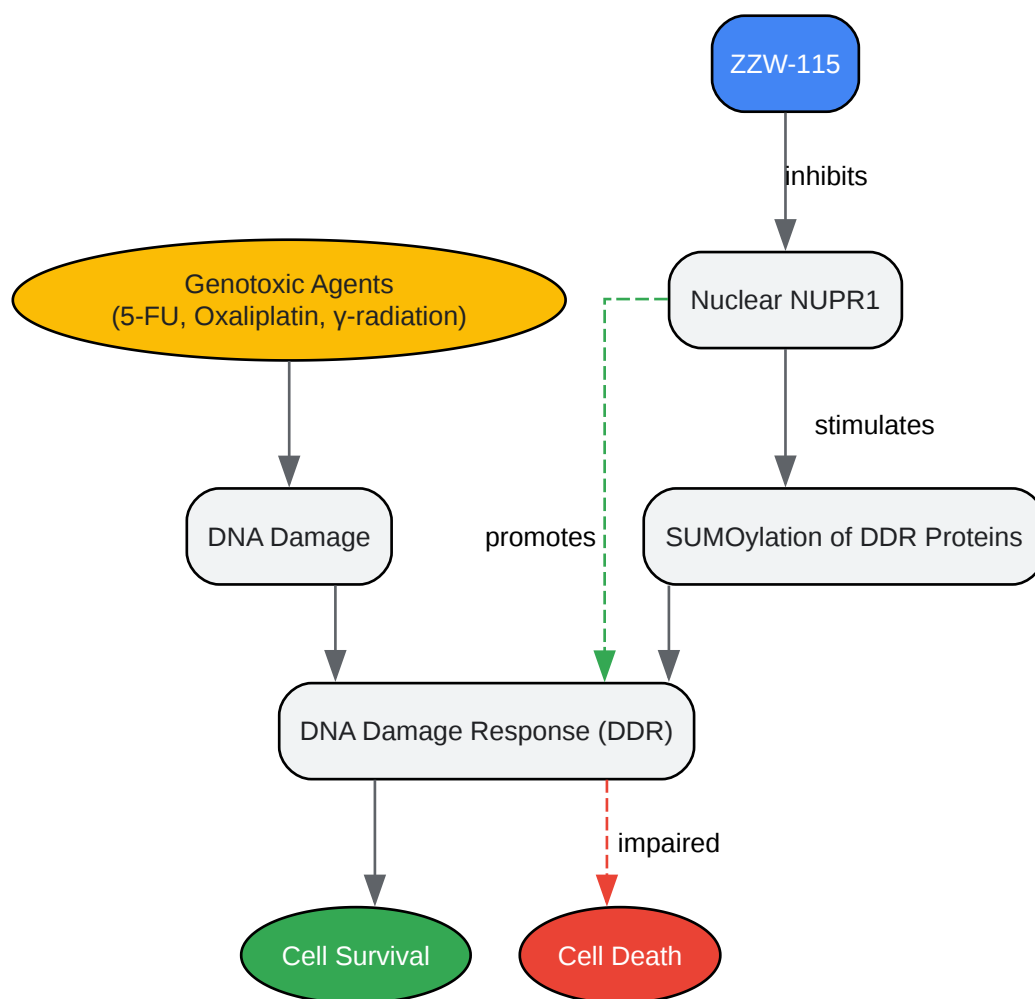 ZZW-115
inhibits
Genotoxic Agents
(5-FU, Oxaliplatin, γ-radiation)
Nuclear NUPR1
stimulates
promotes
DNA Damage
SUMOylation of DDR Proteins
DNA Damage Response (DDR)
impaired
Cell Survival
Cell Death